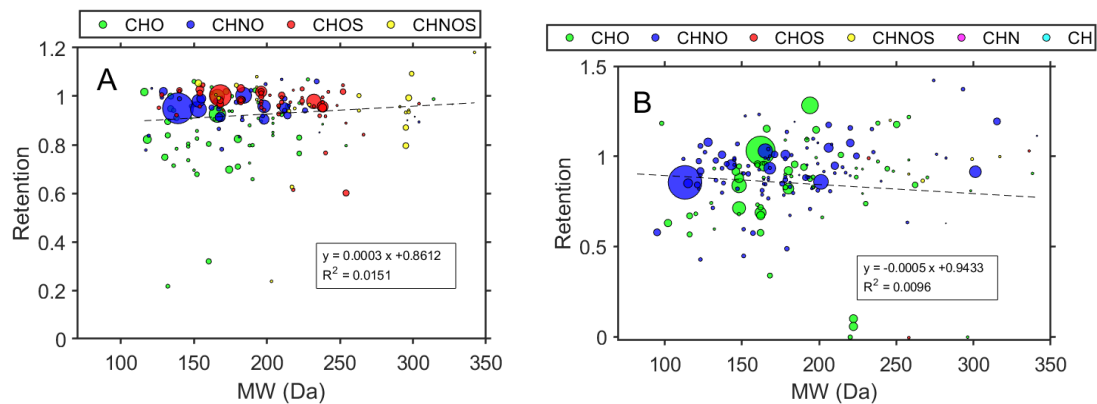 CHO CHNO CHOS CHNOS
A
1.2
1
0.8
0.6
0.4
0.2
0
Retention
y = 0.0003 x +0.8612
R² = 0.0151
100 150 200 250 300 350
MW (Da)
CHO CHNO CHOS CHNOS CHN CH
B
1.5
1
0.5
0
Retention
y = -0.0005 x +0.9433
R² = 0.0096
100 150 200 250 300 350
MW (Da)